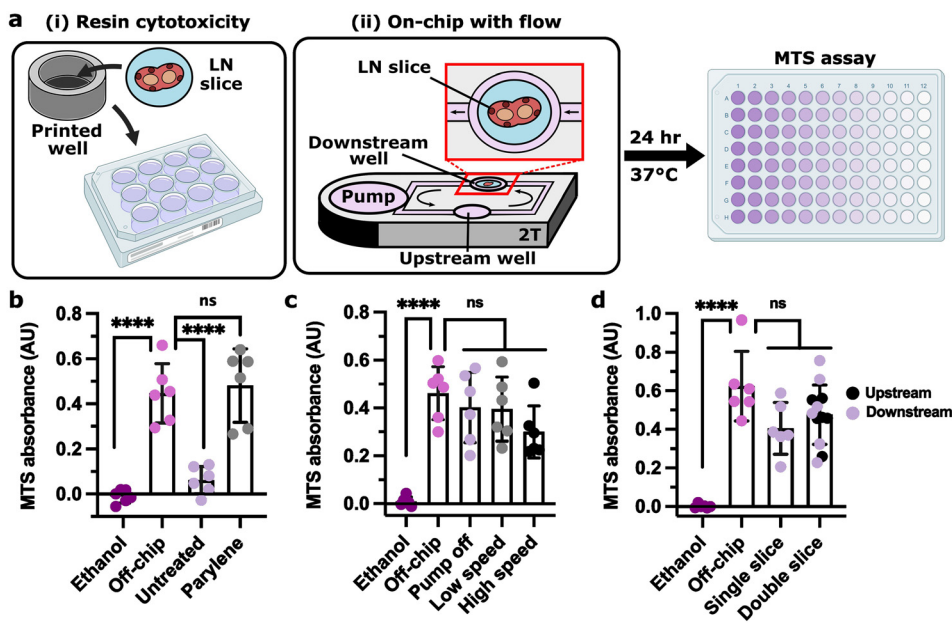 a
(i) Resin cytotoxicity
(ii) On-chip with flow
LN
slice
Printed
well
LN slice
Downstream
well
Pump
2T
Upstream well
24 hr
37°C
MTS assay
1 2 3 4 5 6 7 8 9 10 11 12
A
B
C
D
E
F
G
H
b
ns
****
****
MTS absorbance (AU)
0.8
0.6
0.4
0.2
0.0
Ethanol
Off-chip
Untreated
Parylene
c
****
ns
MTS absorbance (AU)
0.8
0.6
0.4
0.2
0.0
Ethanol
Off-chip
Pump off
Low speed
High speed
d
****
ns
MTS absorbance (AU)
1.0
0.8
0.6
0.4
0.2
0.0
Ethanol
Off-chip
Single slice
Double slice
Upstream
Downstream